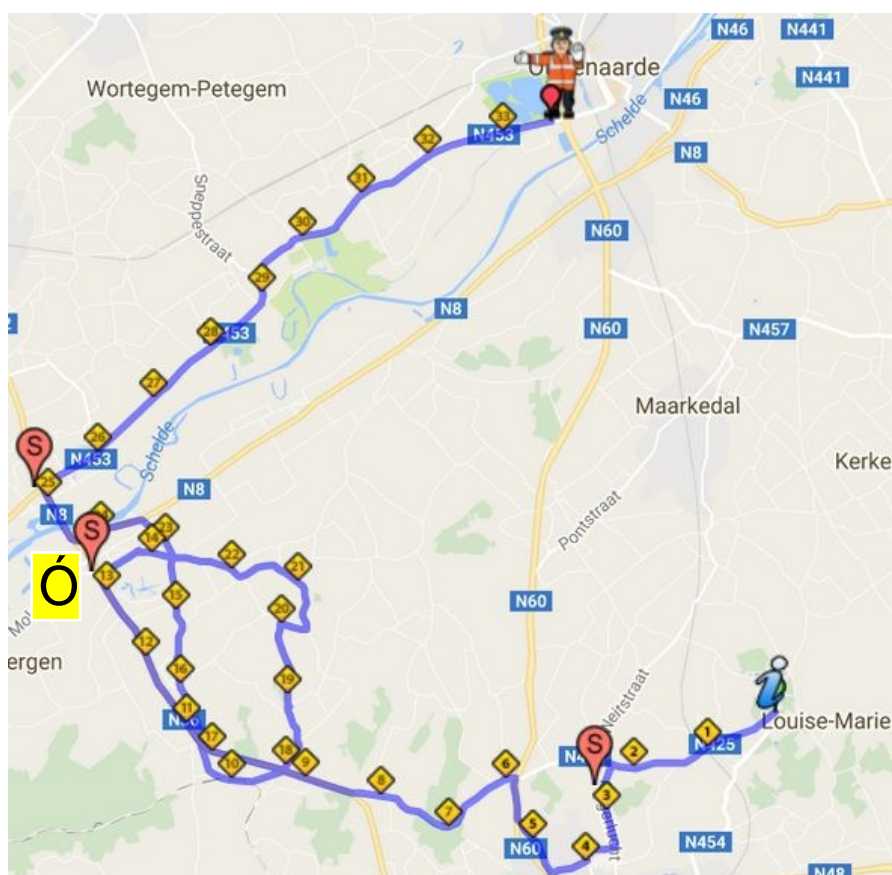 N46
N441
Wortegem-Petegem
U
enaarde
N441
N46
33
32
N453
Schelde
N8
31
Sneppestraat
30
N60
29
N8
28
53
N60
N457
27
Maarkedal
26
S
N453
Schelde
Kerke
25
N8
N8
S
23
14
Pontstraat
22
21
13
Ó
15
N60
20
12
ergen
16
19
Neitstraat
11
Louise-Marie
1
S
17
2
N425
18
9
6
10
8
3
7
5
4
N60
N454
N48